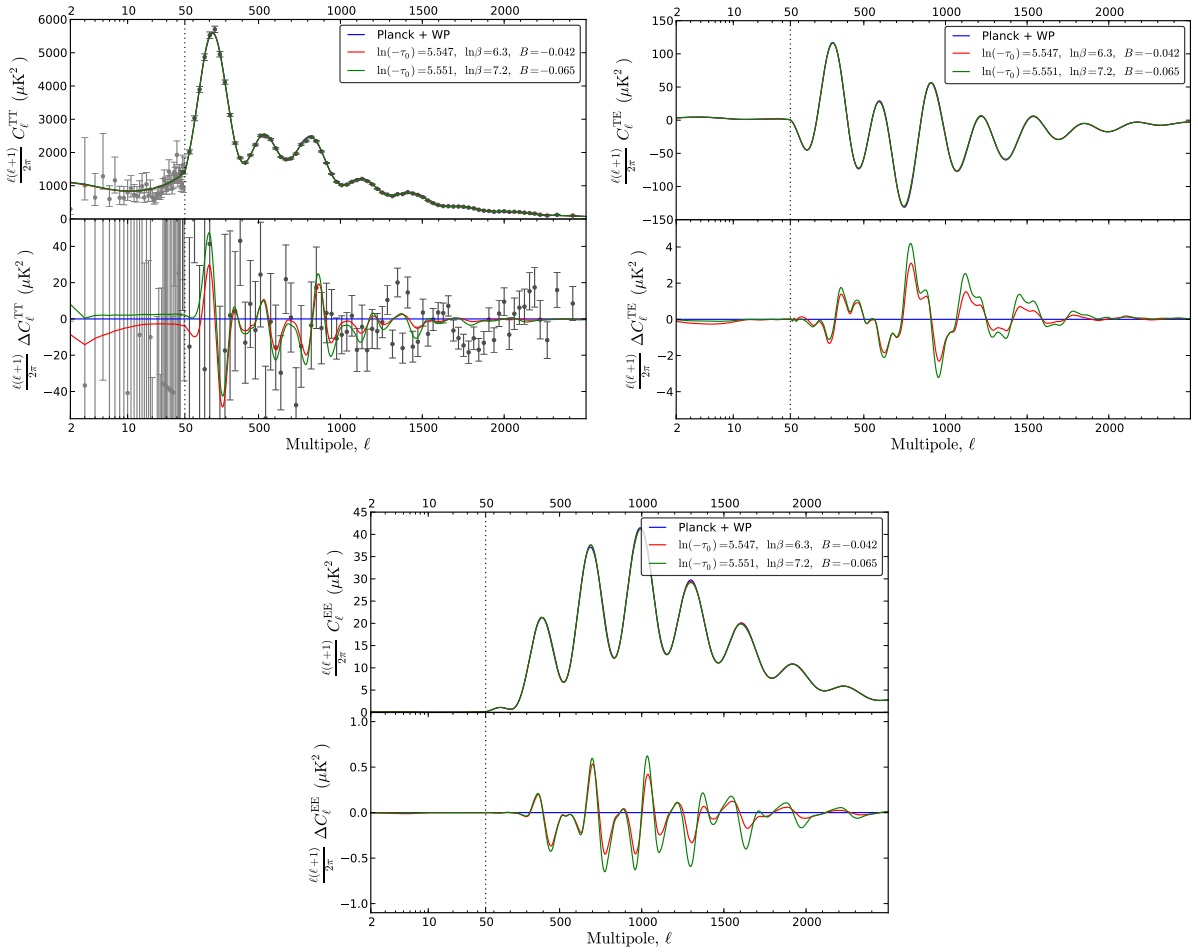 2 10 50 500 1000 1500 2000
6000
5000
4000
3000
2000
1000
0
ℓ(ℓ+1)/2π C_ℓ^TT (μK²)
Planck + WP
ln(−τ₀)=5.547, lnβ=6.3, B=−0.042
ln(−τ₀)=5.551, lnβ=7.2, B=−0.065
40
20
0
−20
−40
ℓ(ℓ+1)/2π ΔC_ℓ^TT (μK²)
2 10 50 500 1000 1500 2000
Multipole, ℓ
2 10 50 500 1000 1500 2000
150
100
50
0
−50
−100
−150
ℓ(ℓ+1)/2π C_ℓ^TE (μK²)
Planck + WP
ln(−τ₀)=5.547, lnβ=6.3, B=−0.042
ln(−τ₀)=5.551, lnβ=7.2, B=−0.065
4
2
0
−2
−4
ℓ(ℓ+1)/2π ΔC_ℓ^TE (μK²)
2 10 50 500 1000 1500 2000
Multipole, ℓ
2 10 50 500 1000 1500 2000
45
40
35
30
25
20
15
10
5
0
ℓ(ℓ+1)/2π C_ℓ^EE (μK²)
Planck + WP
ln(−τ₀)=5.547, lnβ=6.3, B=−0.042
ln(−τ₀)=5.551, lnβ=7.2, B=−0.065
1.0
0.5
0.0
−0.5
−1.0
ℓ(ℓ+1)/2π ΔC_ℓ^EE (μK²)
2 10 50 500 1000 1500 2000
Multipole, ℓ